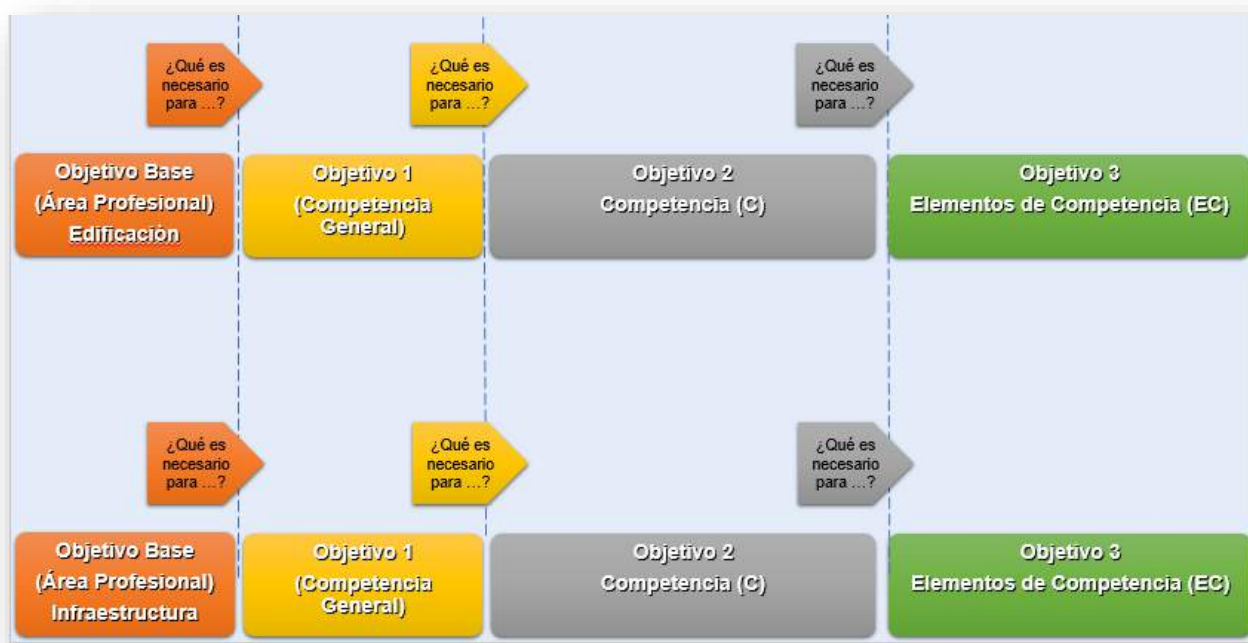 ¿Qué es
necesario
para ...?
¿Qué es
necesario
para ...?
¿Qué es
necesario
para ...?
Objetivo Base
(Área Profesional)
Edificación
Objetivo 1
(Competencia
General)
Objetivo 2
Competencia (C)
Objetivo 3
Elementos de Competencia (EC)
¿Qué es
necesario
para ...?
¿Qué es
necesario
para ...?
¿Qué es
necesario
para ...?
Objetivo Base
(Área Profesional)
Infraestructura
Objetivo 1
(Competencia
General)
Objetivo 2
Competencia (C)
Objetivo 3
Elementos de Competencia (EC)